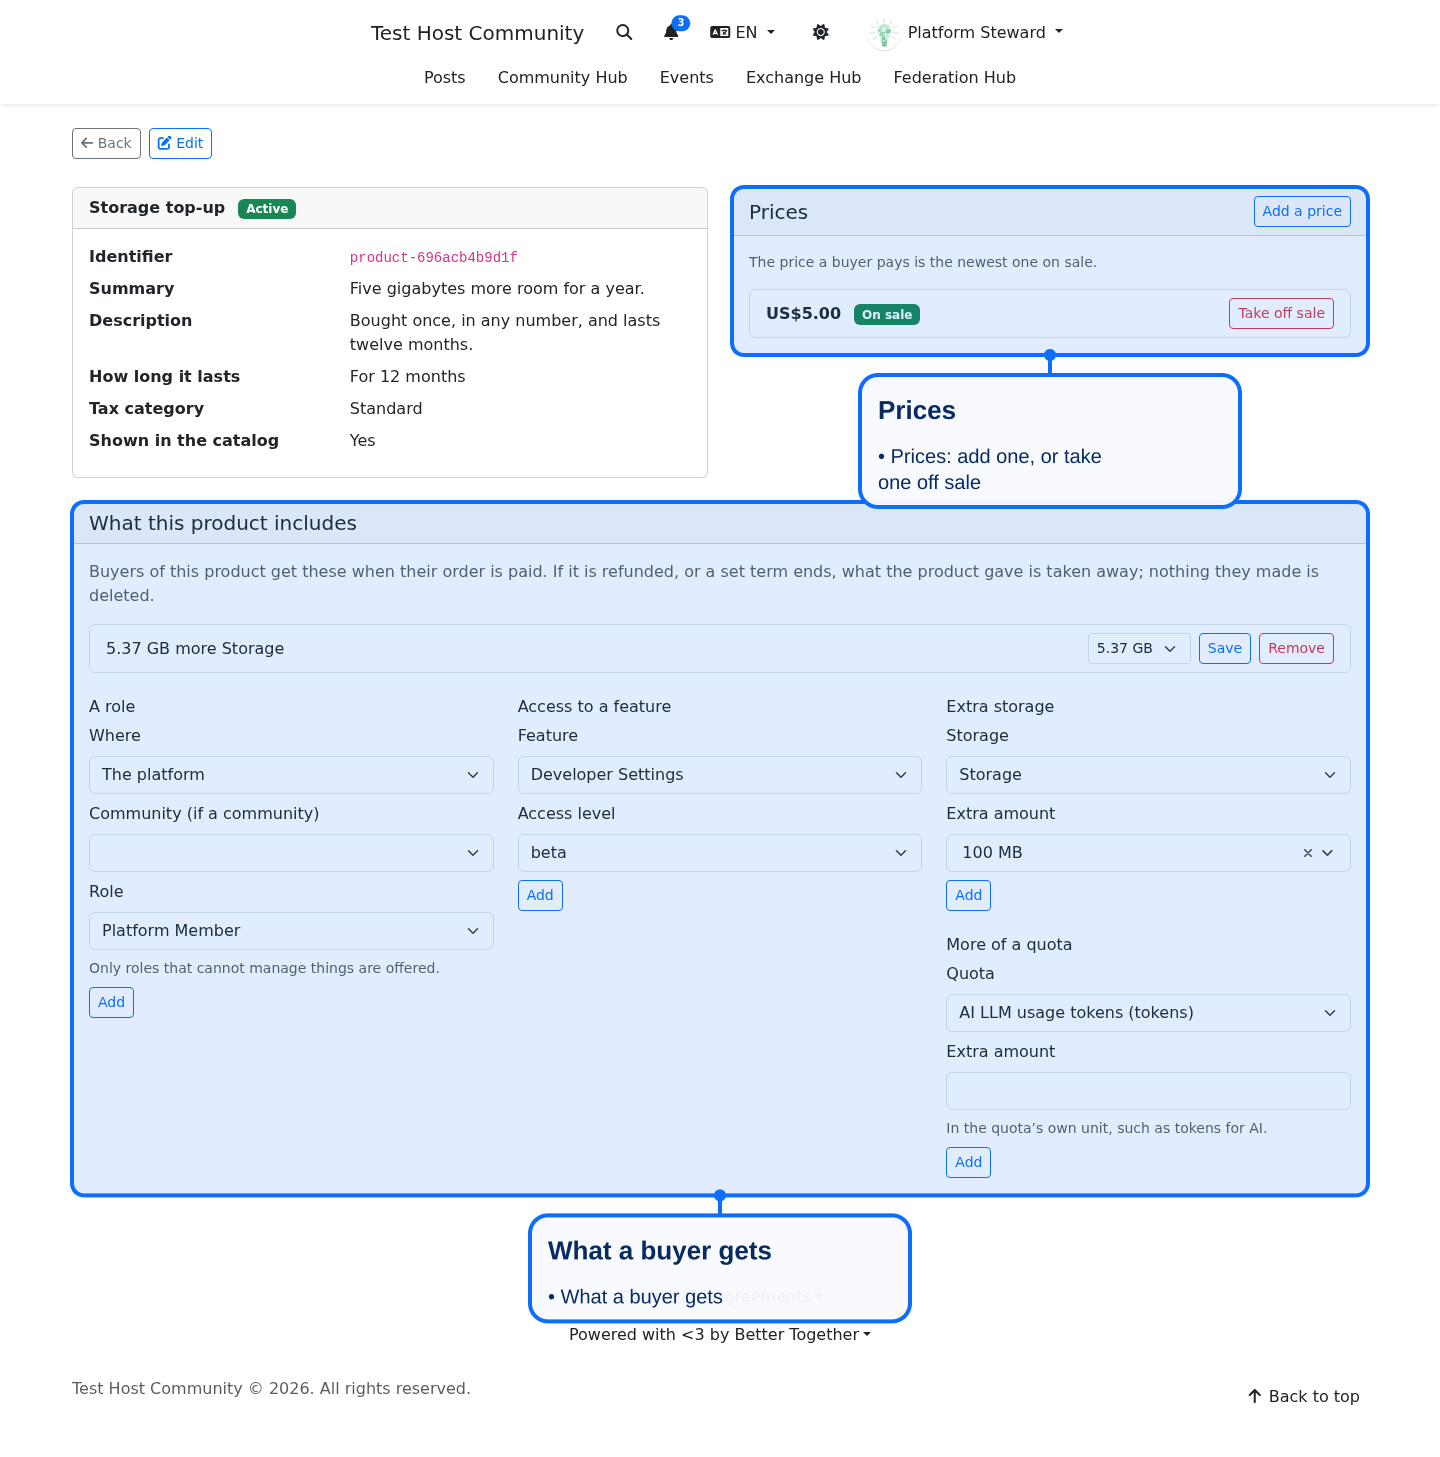 Test Host Community
3
EN
Platform Steward
Posts
Community Hub
Events
Exchange Hub
Federation Hub
Back
Edit
Storage top-up
Active
Identifier
product-696acb4b9d1f
Summary
Five gigabytes more room for a year.
Description
Bought once, in any number, and lasts
twelve months.
How long it lasts
For 12 months
Tax category
Standard
Shown in the catalog
Yes
Prices
Add a price
The price a buyer pays is the newest one on sale.
US$5.00
On sale
Take off sale
Prices
• Prices: add one, or take
one off sale
What this product includes
Buyers of this product get these when their order is paid. If it is refunded, or a set term ends, what the product gave is taken away; nothing they made is
deleted.
5.37 GB more Storage
5.37 GB
Save
Remove
A role
Where
The platform
Community (if a community)
Role
Platform Member
Only roles that cannot manage things are offered.
Add
Access to a feature
Feature
Developer Settings
Access level
beta
Add
Extra storage
Storage
Storage
Extra amount
100 MB
Add
More of a quota
Quota
AI LLM usage tokens (tokens)
Extra amount
In the quota’s own unit, such as tokens for AI.
Add
What a buyer gets
• What a buyer gets
Powered with <3 by Better Together
Test Host Community © 2026. All rights reserved.
Back to top